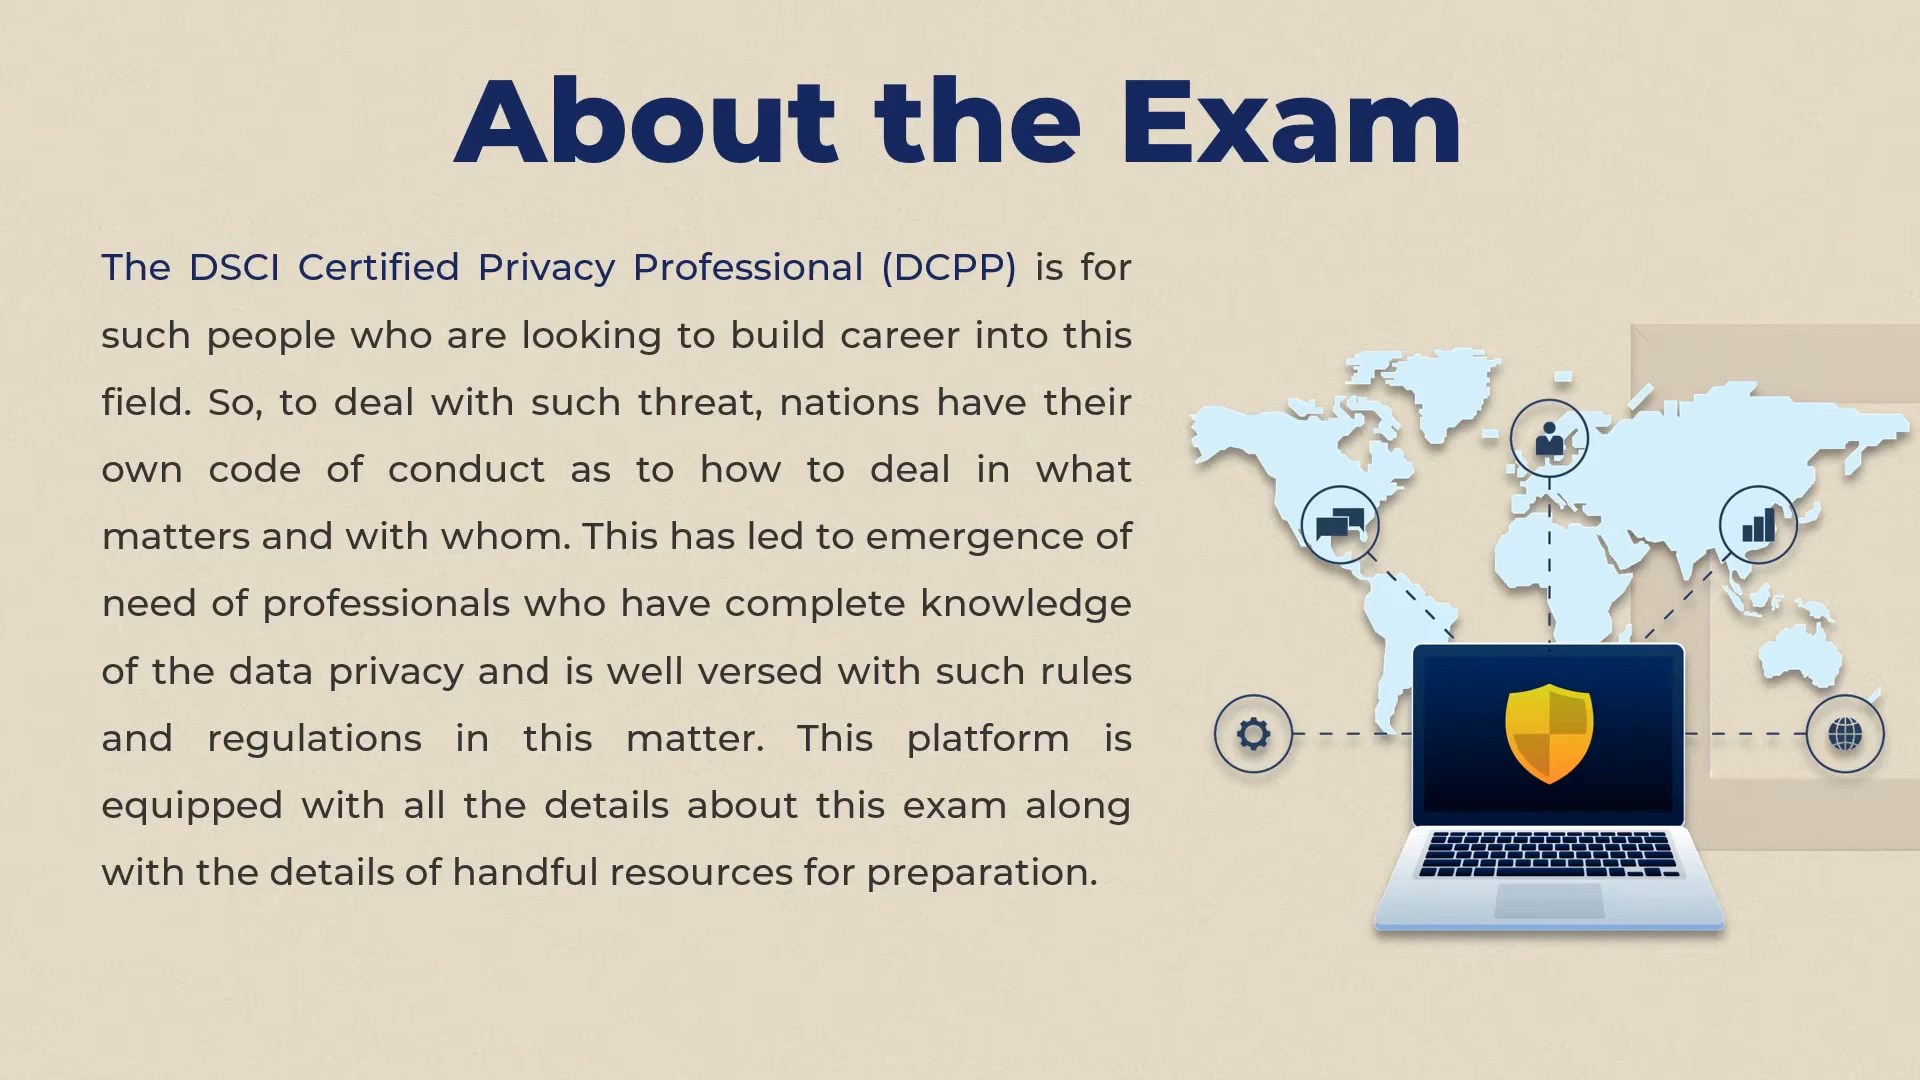 About the Exam
The DSCI Certified Privacy Professional (DCPP) is for
such people who are looking to build career into this
field. So, to deal with such threat, nations have their
own code of conduct as to how to deal in what
matters and with whom. This has led to emergence of
need of professionals who have complete knowledge
of the data privacy and is well versed with such rules
and regulations in this matter. This platform is
equipped with all the details about this exam along
with the details of handful resources for preparation.